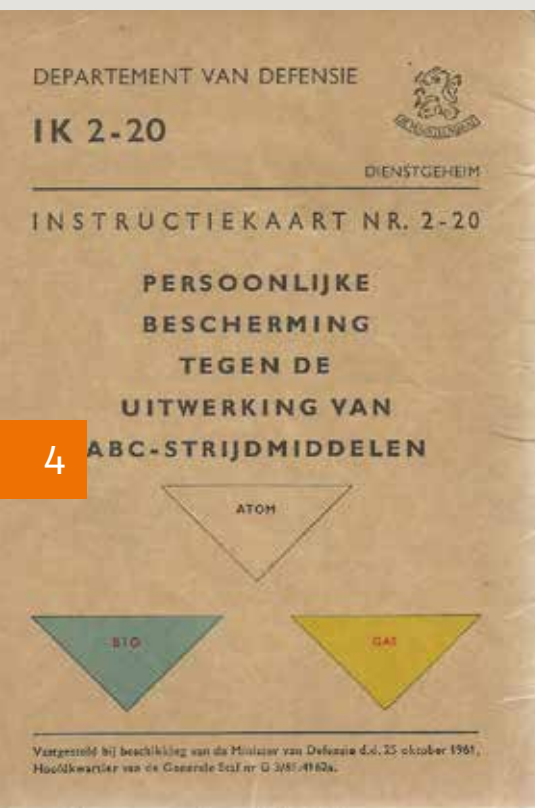 DEPARTEMENT VAN DEFENSIE
IK 2-20
DIENSTGEHEIM
INSTRUCTIEKAART NR. 2-20
PERSOONLIJKE
BESCHERMING
TEGEN DE
UITWERKING VAN
ABC-STRIJDMIDDELEN
4
ATOM
BIO
GAS
Vastgesteld bij beschikking van de Minister van Defensie d.d. 25 oktober 1961,
Hoofdkwartier van de Generale Staf nr G